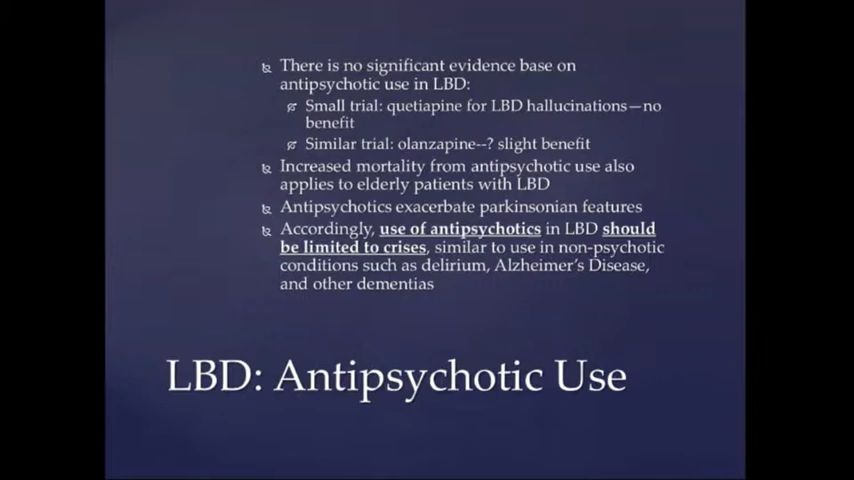 There is no significant evidence base on
antipsychotic use in LBD:
Small trial: quetiapine for LBD hallucinations—no
benefit
Similar trial: olanzapine--? slight benefit
Increased mortality from antipsychotic use also
applies to elderly patients with LBD
Antipsychotics exacerbate parkinsonian features
Accordingly, use of antipsychotics in LBD should
be limited to crises, similar to use in non-psychotic
conditions such as delirium, Alzheimer's Disease,
and other dementias
LBD: Antipsychotic Use